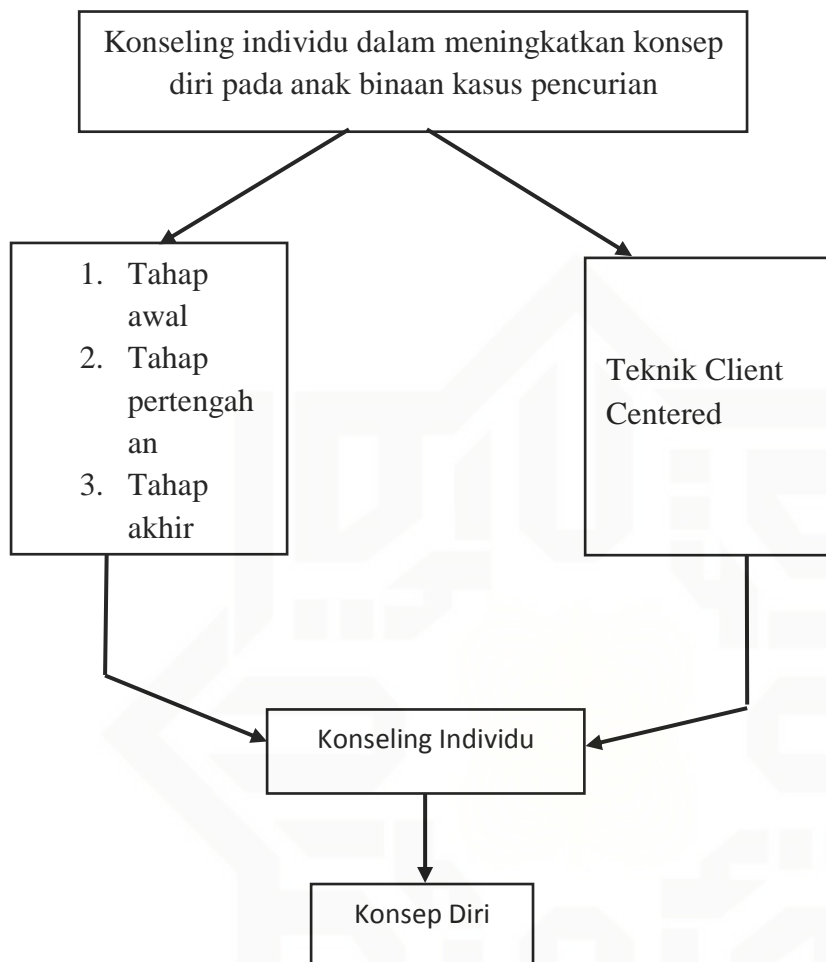 Konseling individu dalam meningkatkan konsep
diri pada anak binaan kasus pencurian
1. Tahap
awal
2. Tahap
pertengah
an
3. Tahap
akhir
Teknik Client
Centered
Konseling Individu
Konsep Diri